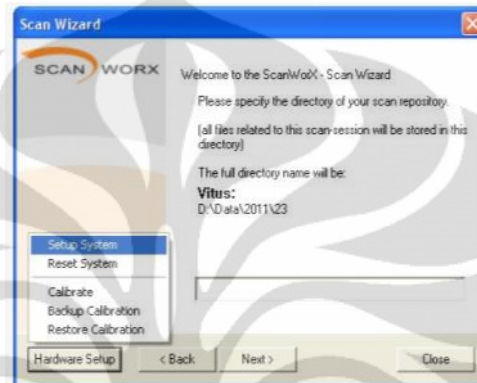 Scan Wizard
SCAN WORX
Welcome to the ScanWorX - Scan Wizard
Please specify the directory of your scan repository.
(all files related to this scan-session will be stored in this
directory)
The full directory name will be:
Vitus:
D:\Data\2011\23
Setup System
Reset System
Calibrate
Backup Calibration
Restore Calibration
Hardware Setup
< Back
Next >
Close